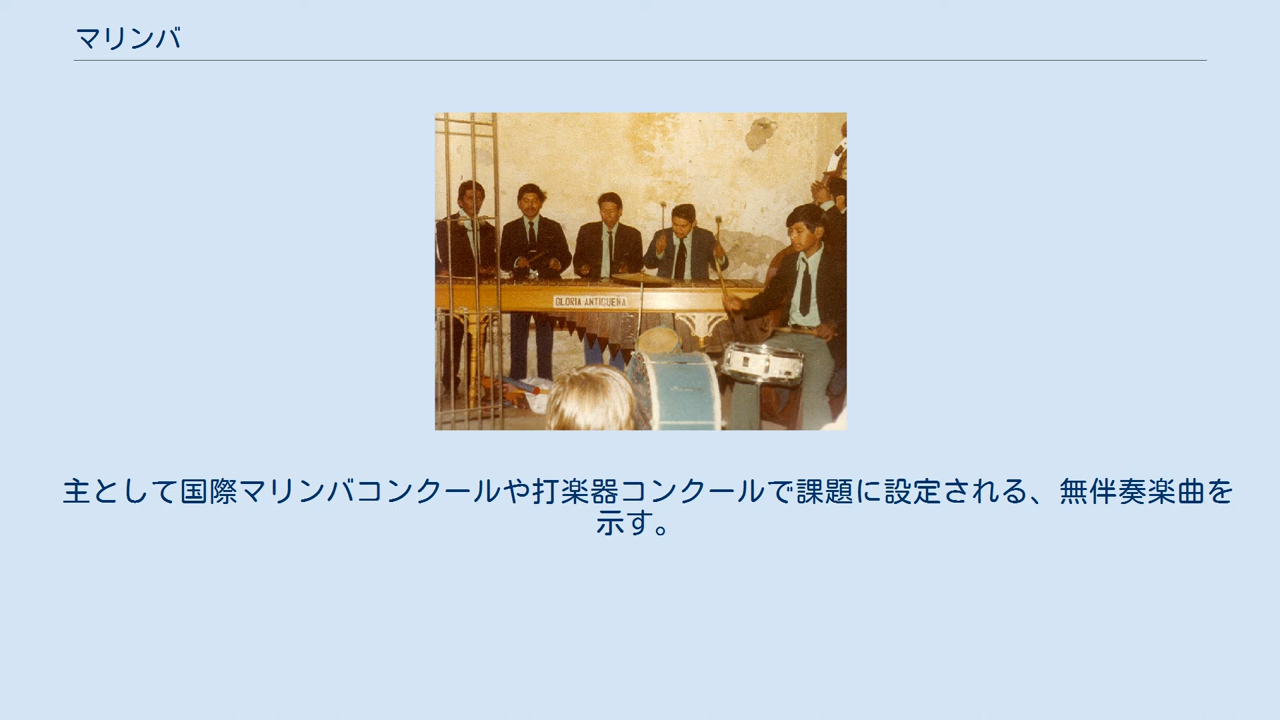 マリンバ
GLORIA ANTIGUEÑA
主として国際マリンバコンクールや打楽器コンクールで課題に設定される、無伴奏楽曲を
示す。